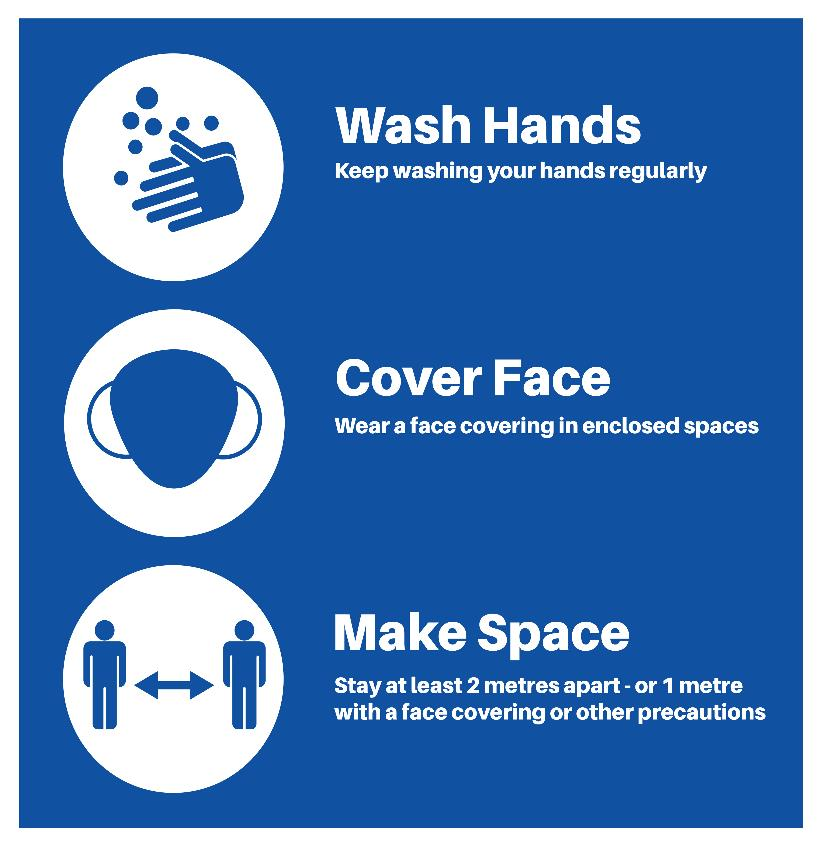 Wash Hands
Keep washing your hands regularly
Cover Face
Wear a face covering in enclosed spaces
Make Space
Stay at least 2 metres apart - or 1 metre
with a face covering or other precautions